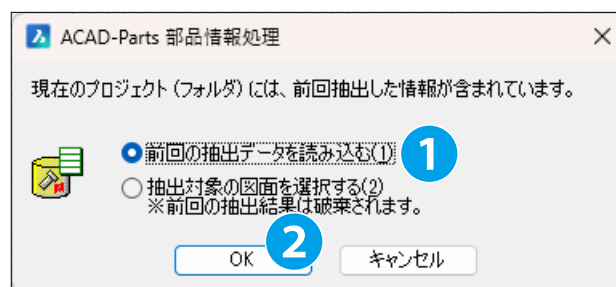 ACAD-Parts 部品情報処理
現在のプロジェクト（フォルダ）には、前回抽出した情報が含まれています。
前回の抽出データを読み込む(1)
1
抽出対象の図面を選択する(2)
※前回の抽出結果は破棄されます。
2
OK
キャンセル